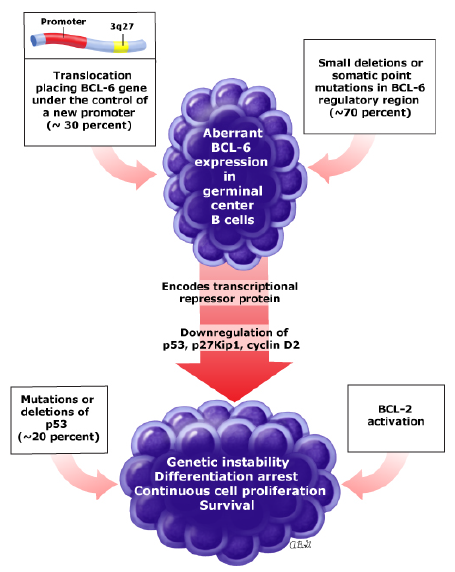 Promoter
3q27
Translocation
placing BCL-6 gene
under the control of
a new promoter
(~ 30 percent)
Small deletions or
somatic point
mutations in BCL-6
regulatory region
(~70 percent)
Aberrant
BCL-6
expression
in
germinal
center
B cells
Encodes transcriptional
repressor protein
Downregulation of
p53, p27Kip1, cyclin D2
Mutations or
deletions of
p53
(~20 percent)
BCL-2
activation
Genetic instability
Differentiation arrest
Continuous cell proliferation
Survival